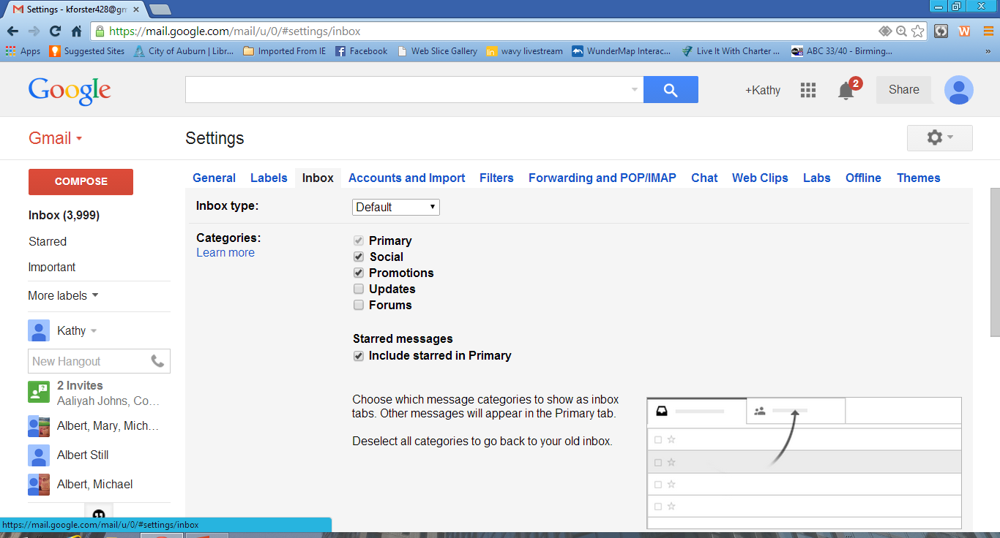 Settings - kforster428@gm
https://mail.google.com/mail/u/0/#settings/inbox
Apps Suggested Sites City of Auburn | Libr... Imported From IE Facebook Web Slice Gallery wavy livestream WunderMap Interac... Live It With Charter ... ABC 33/40 - Birming... »
Google +Kathy 2 Share
Gmail Settings
COMPOSE
General Labels Inbox Accounts and Import Filters Forwarding and POP/IMAP Chat Web Clips Labs Offline Themes
Inbox (3,999)
Starred
Important
More labels
Kathy
New Hangout
2 Invites
Aaliyah Johns, Co...
Albert, Mary, Mich...
Albert Still
Albert, Michael
Inbox type: Default
Categories:
Learn more
Primary
Social
Promotions
Updates
Forums
Starred messages
Include starred in Primary
Choose which message categories to show as inbox
tabs. Other messages will appear in the Primary tab.
Deselect all categories to go back to your old inbox.
https://mail.google.com/mail/u/0/#settings/inbox